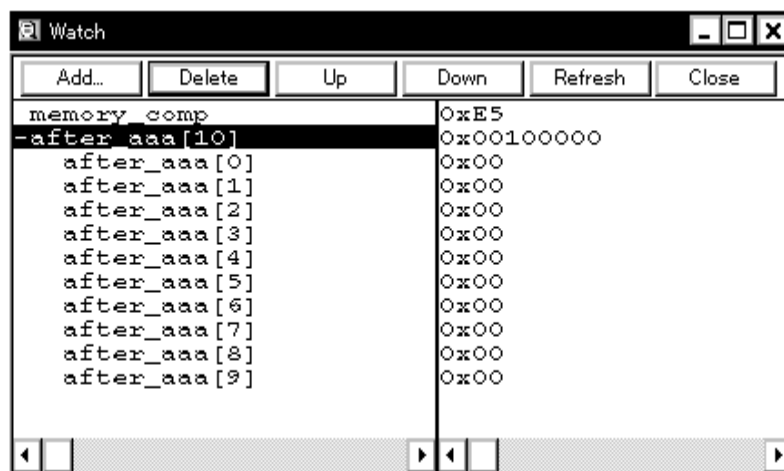 Watch
Add... Delete Up Down Refresh Close
memory_comp 0xE5
-after_aaa[10] 0x00100000
after_aaa[0] 0x00
after_aaa[1] 0x00
after_aaa[2] 0x00
after_aaa[3] 0x00
after_aaa[4] 0x00
after_aaa[5] 0x00
after_aaa[6] 0x00
after_aaa[7] 0x00
after_aaa[8] 0x00
after_aaa[9] 0x00